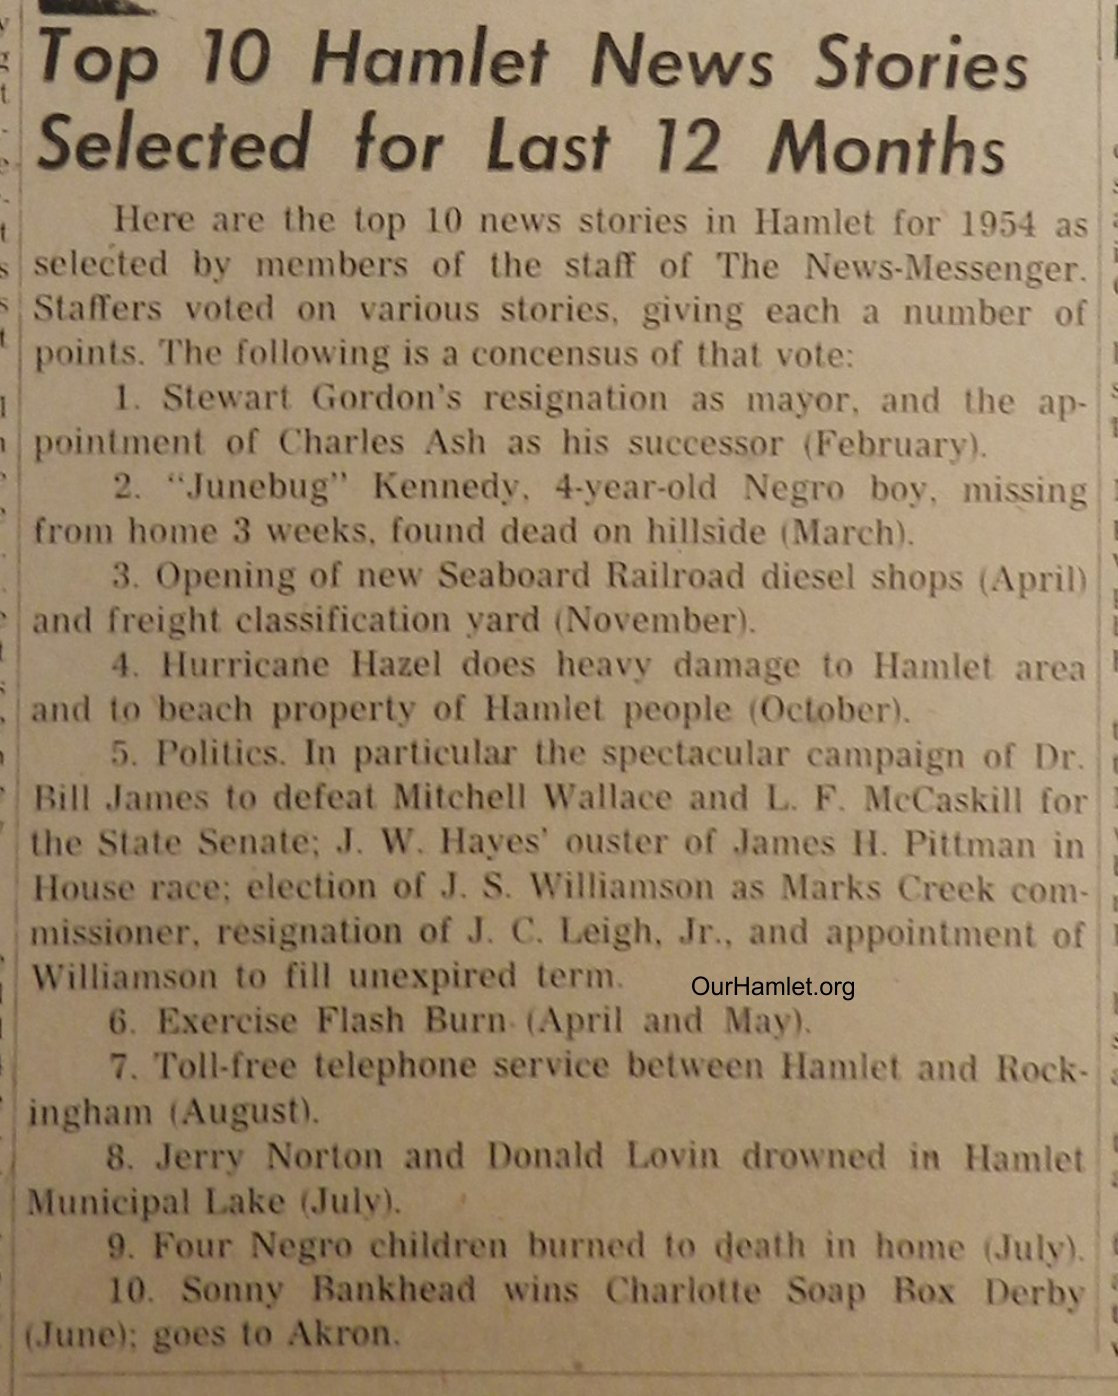 Top 10 Hamlet News Stories
Selected for Last 12 Months
Here are the top 10 news stories in Hamlet for 1954 as
selected by members of the staff of The News-Messenger.
Staffers voted on various stories, giving each a number of
points. The following is a concensus of that vote:
1. Stewart Gordon's resignation as mayor, and the ap-
pointment of Charles Ash as his successor (February).
2. "Junebug" Kennedy, 4-year-old Negro boy, missing
from home 3 weeks, found dead on hillside (March).
3. Opening of new Seaboard Railroad diesel shops (April)
and freight classification yard (November).
4. Hurricane Hazel does heavy damage to Hamlet area
and to beach property of Hamlet people (October).
5. Politics. In particular the spectacular campaign of Dr.
Bill James to defeat Mitchell Wallace and L. F. McCaskill for
the State Senate; J. W. Hayes' ouster of James H. Pittman in
House race; election of J. S. Williamson as Marks Creek com-
missioner, resignation of J. C. Leigh, Jr., and appointment of
Williamson to fill unexpired term.
OurHamlet.org
6. Exercise Flash Burn (April and May).
7. Toll-free telephone service between Hamlet and Rock-
ingham (August).
8. Jerry Norton and Donald Lovin drowned in Hamlet
Municipal Lake (July).
9. Four Negro children burned to death in home (July).
10. Sonny Bankhead wins Charlotte Soap Box Derby
(June); goes to Akron.